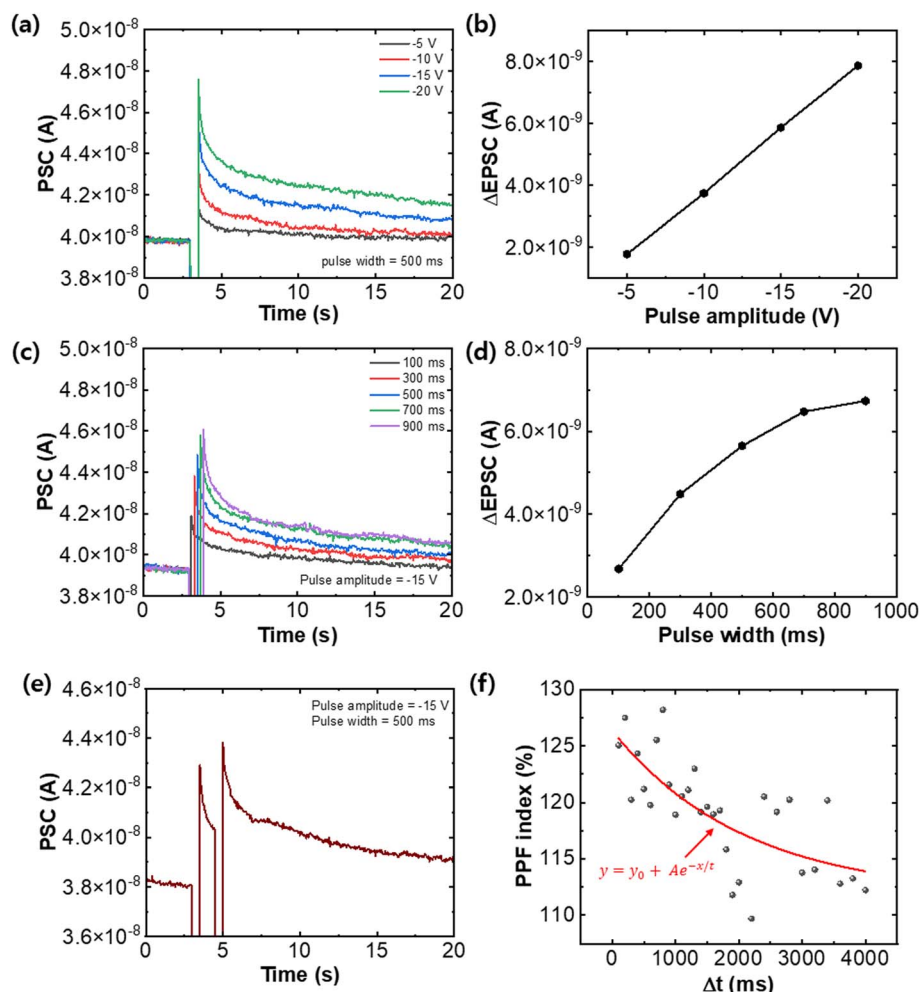 (a)
5.0×10⁻⁸
4.8×10⁻⁸
4.6×10⁻⁸
4.4×10⁻⁸
4.2×10⁻⁸
4.0×10⁻⁸
3.8×10⁻⁸
PSC (A)
-5 V
-10 V
-15 V
-20 V
pulse width = 500 ms
0 5 10 15 20
Time (s)
(b)
8.0×10⁻⁹
6.0×10⁻⁹
4.0×10⁻⁹
2.0×10⁻⁹
ΔEPSC (A)
-5 -10 -15 -20
Pulse amplitude (V)
(c)
5.0×10⁻⁸
4.8×10⁻⁸
4.6×10⁻⁸
4.4×10⁻⁸
4.2×10⁻⁸
4.0×10⁻⁸
3.8×10⁻⁸
PSC (A)
100 ms
300 ms
500 ms
700 ms
900 ms
Pulse amplitude = -15 V
0 5 10 15 20
Time (s)
(d)
8.0×10⁻⁹
6.0×10⁻⁹
4.0×10⁻⁹
2.0×10⁻⁹
ΔEPSC (A)
0 200 400 600 800 1000
Pulse width (ms)
(e)
4.6×10⁻⁸
4.4×10⁻⁸
4.2×10⁻⁸
4.0×10⁻⁸
3.8×10⁻⁸
3.6×10⁻⁸
PSC (A)
Pulse amplitude = -15 V
Pulse width = 500 ms
0 5 10 15 20
Time (s)
(f)
130
125
120
115
110
PPF index (%)
y = y₀ + Ae⁻ˣ/ᵗ
0 1000 2000 3000 4000
Δt (ms)